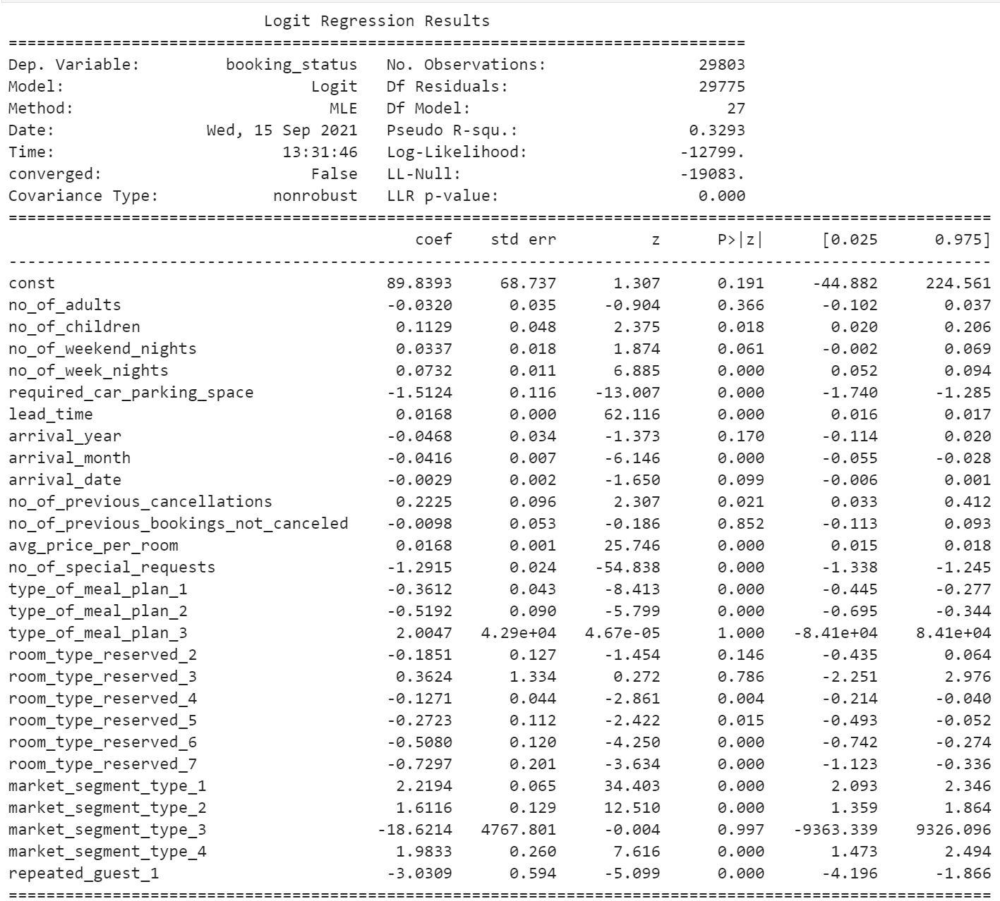 Logit Regression Results
==============================================================================
Dep. Variable: booking_status No. Observations: 29803
Model: Logit Df Residuals: 29775
Method: MLE Df Model: 27
Date: Wed, 15 Sep 2021 Pseudo R-squ.: 0.3293
Time: 13:31:46 Log-Likelihood: -12799.
converged: False LL-Null: -19083.
Covariance Type: nonrobust LLR p-value: 0.000
========================================================================================================
coef std err z P>|z| [0.025 0.975]
--------------------------------------------------------------------------------------------------------
const 89.8393 68.737 1.307 0.191 -44.882 224.561
no_of_adults -0.0320 0.035 -0.904 0.366 -0.102 0.037
no_of_children 0.1129 0.048 2.375 0.018 0.020 0.206
no_of_weekend_nights 0.0337 0.018 1.874 0.061 -0.002 0.069
no_of_week_nights 0.0732 0.011 6.885 0.000 0.052 0.094
required_car_parking_space -1.5124 0.116 -13.007 0.000 -1.740 -1.285
lead_time 0.0168 0.000 62.116 0.000 0.016 0.017
arrival_year -0.0468 0.034 -1.373 0.170 -0.114 0.020
arrival_month -0.0416 0.007 -6.146 0.000 -0.055 -0.028
arrival_date -0.0029 0.002 -1.650 0.099 -0.006 0.001
no_of_previous_cancellations 0.2225 0.096 2.307 0.021 0.033 0.412
no_of_previous_bookings_not_canceled -0.0098 0.053 -0.186 0.852 -0.113 0.093
avg_price_per_room 0.0168 0.001 25.746 0.000 0.015 0.018
no_of_special_requests -1.2915 0.024 -54.838 0.000 -1.338 -1.245
type_of_meal_plan_1 -0.3612 0.043 -8.413 0.000 -0.445 -0.277
type_of_meal_plan_2 -0.5192 0.090 -5.799 0.000 -0.695 -0.344
type_of_meal_plan_3 2.0047 4.29e+04 4.67e-05 1.000 -8.41e+04 8.41e+04
room_type_reserved_2 -0.1851 0.127 -1.454 0.146 -0.435 0.064
room_type_reserved_3 0.3624 1.334 0.272 0.786 -2.251 2.976
room_type_reserved_4 -0.1271 0.044 -2.861 0.004 -0.214 -0.040
room_type_reserved_5 -0.2723 0.112 -2.422 0.015 -0.493 -0.052
room_type_reserved_6 -0.5080 0.120 -4.250 0.000 -0.742 -0.274
room_type_reserved_7 -0.7297 0.201 -3.634 0.000 -1.123 -0.336
market_segment_type_1 2.2194 0.065 34.403 0.000 2.093 2.346
market_segment_type_2 1.6116 0.129 12.510 0.000 1.359 1.864
market_segment_type_3 -18.6214 4767.801 -0.004 0.997 -9363.339 9326.096
market_segment_type_4 1.9833 0.260 7.616 0.000 1.473 2.494
repeated_guest_1 -3.0309 0.594 -5.099 0.000 -4.196 -1.866
========================================================================================================